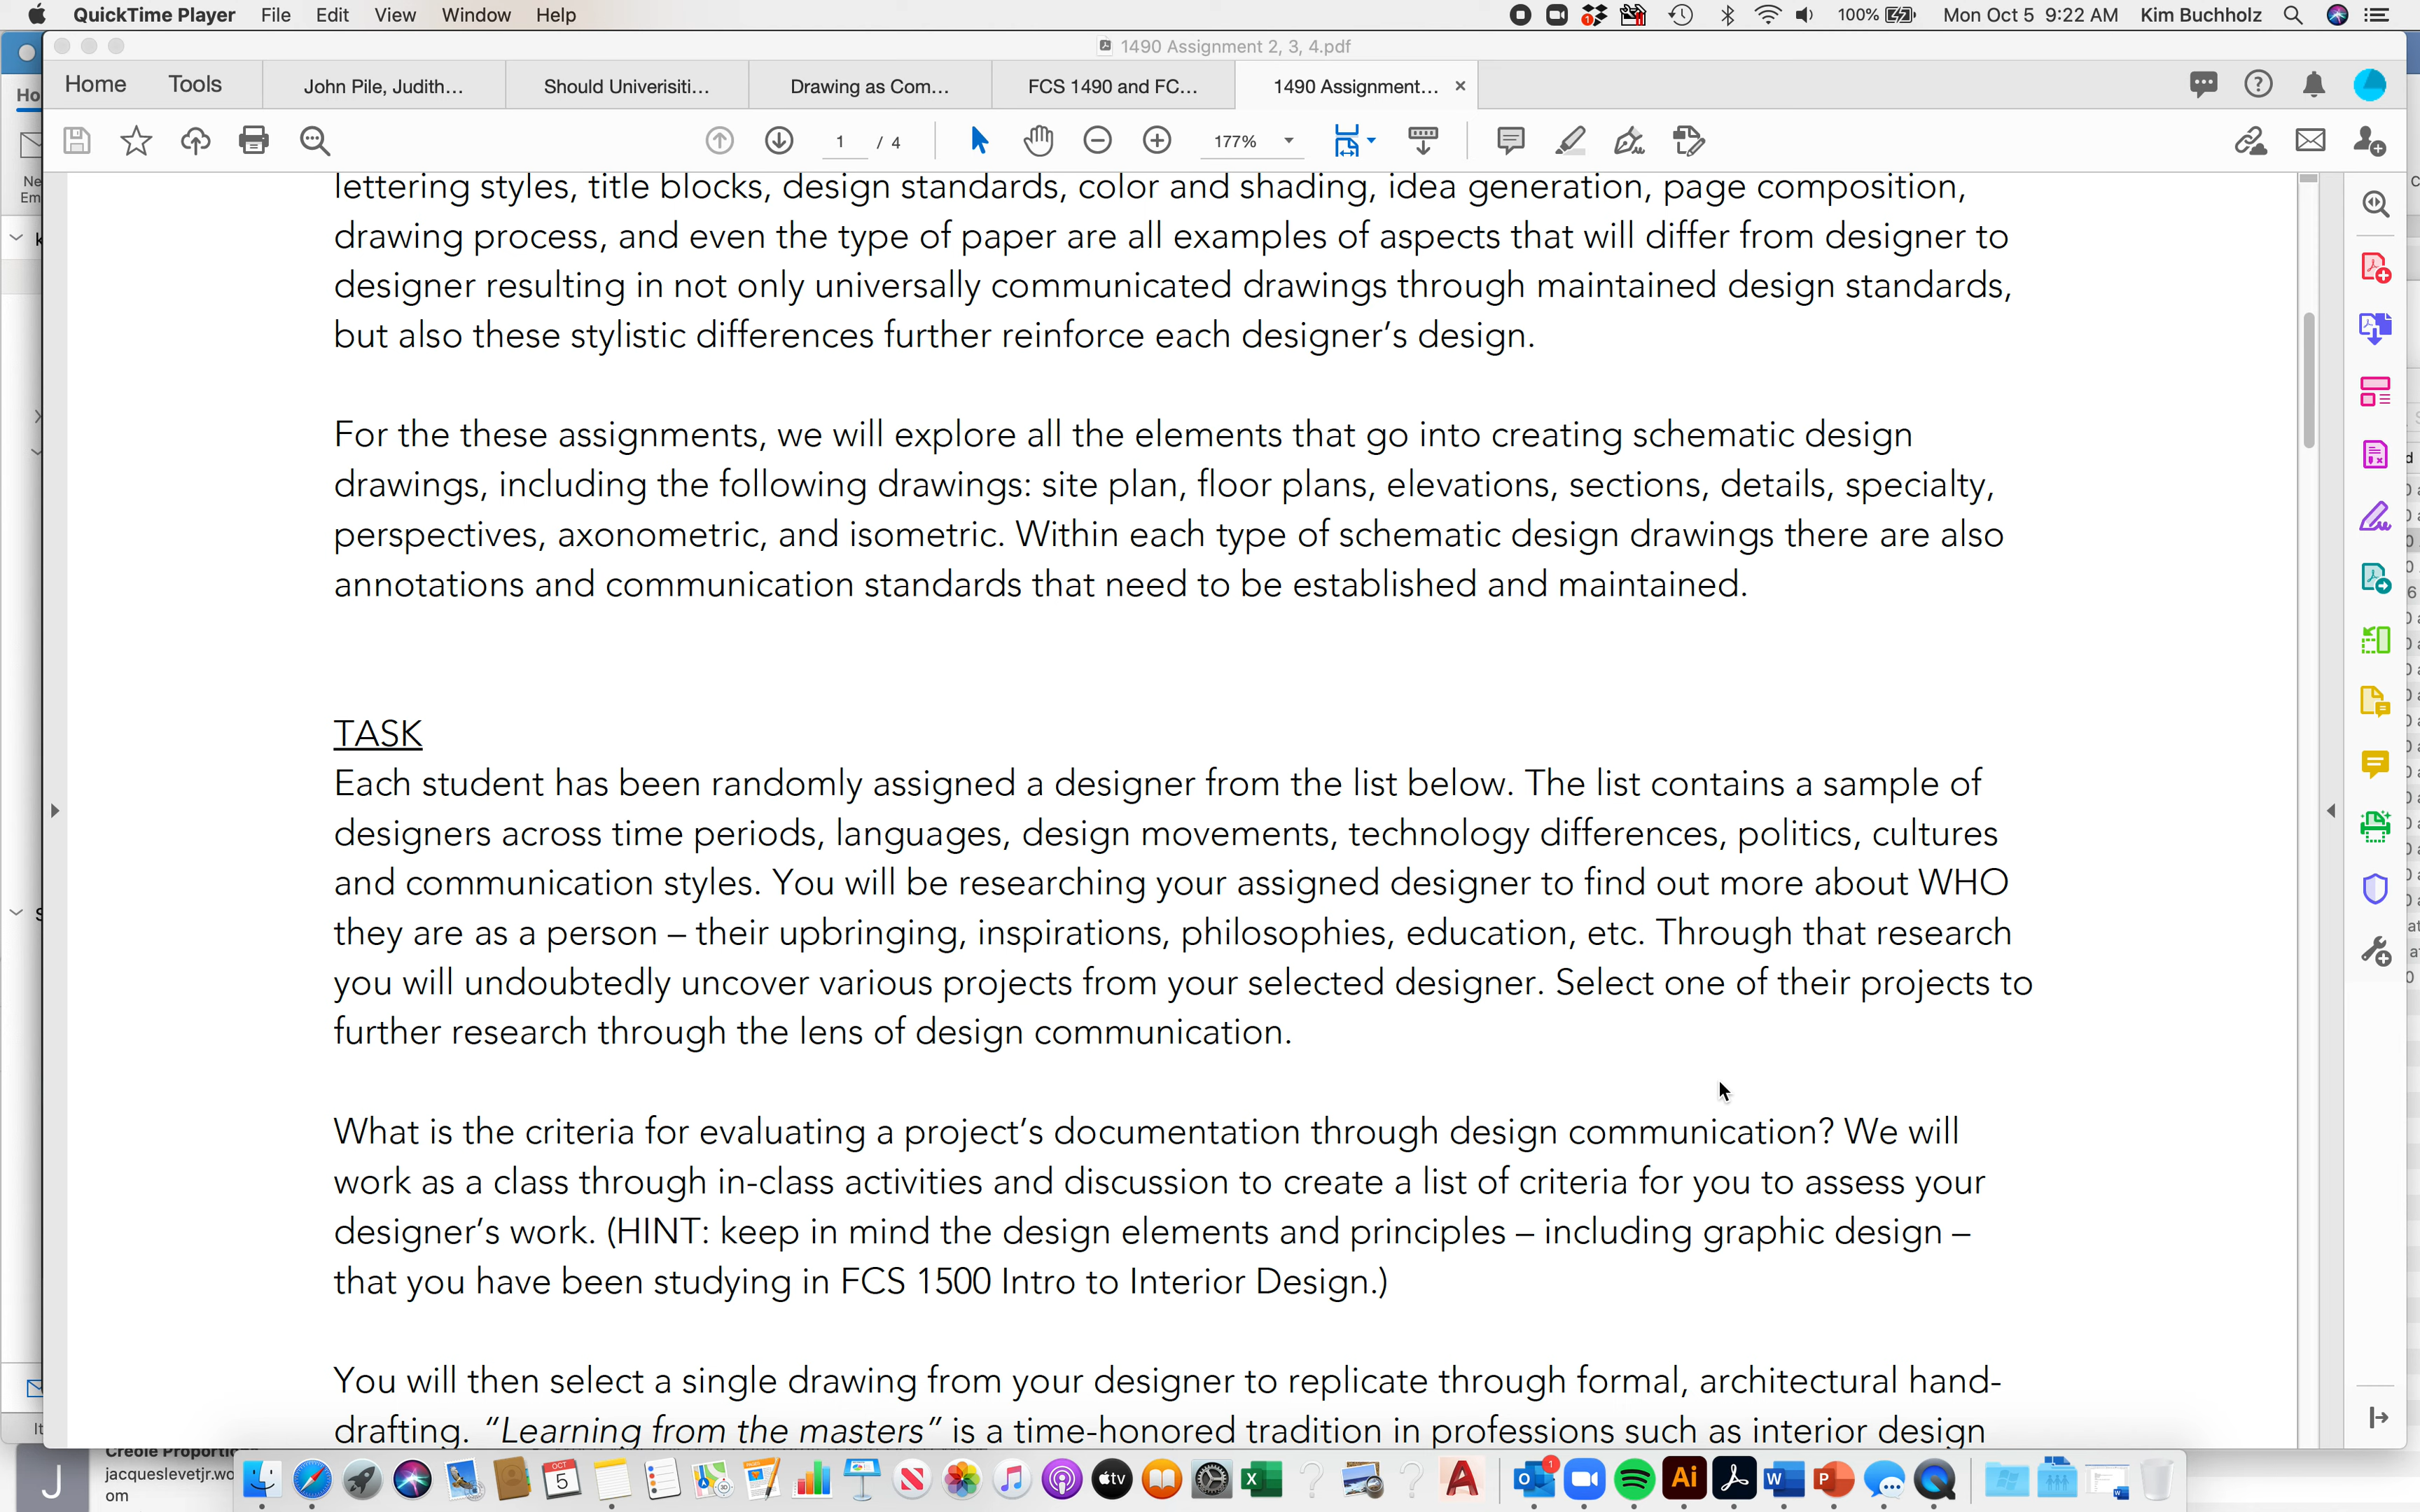 QuickTime Player File Edit View Window Help 100% Mon Oct 5 9:22 AM Kim Buchholz
1490 Assignment 2, 3, 4.pdf
Home Tools John Pile, Judith... Should Univerisiti... Drawing as Com... FCS 1490 and FC... 1490 Assignment...
1 / 4 177%
lettering styles, title blocks, design standards, color and shading, idea generation, page composition,
drawing process, and even the type of paper are all examples of aspects that will differ from designer to
designer resulting in not only universally communicated drawings through maintained design standards,
but also these stylistic differences further reinforce each designer's design.
For the these assignments, we will explore all the elements that go into creating schematic design
drawings, including the following drawings: site plan, floor plans, elevations, sections, details, specialty,
perspectives, axonometric, and isometric. Within each type of schematic design drawings there are also
annotations and communication standards that need to be established and maintained.
TASK
Each student has been randomly assigned a designer from the list below. The list contains a sample of
designers across time periods, languages, design movements, technology differences, politics, cultures
and communication styles. You will be researching your assigned designer to find out more about WHO
they are as a person – their upbringing, inspirations, philosophies, education, etc. Through that research
you will undoubtedly uncover various projects from your selected designer. Select one of their projects to
further research through the lens of design communication.
What is the criteria for evaluating a project's documentation through design communication? We will
work as a class through in-class activities and discussion to create a list of criteria for you to assess your
designer's work. (HINT: keep in mind the design elements and principles – including graphic design –
that you have been studying in FCS 1500 Intro to Interior Design.)
You will then select a single drawing from your designer to replicate through formal, architectural hand-
drafting. "Learning from the masters" is a time-honored tradition in professions such as interior design
Ho
Ne
Em
It
J
Creole
jacqueslevetjr.wo
om
OCT
5
tv
X
A
O 1
Ai
W
P